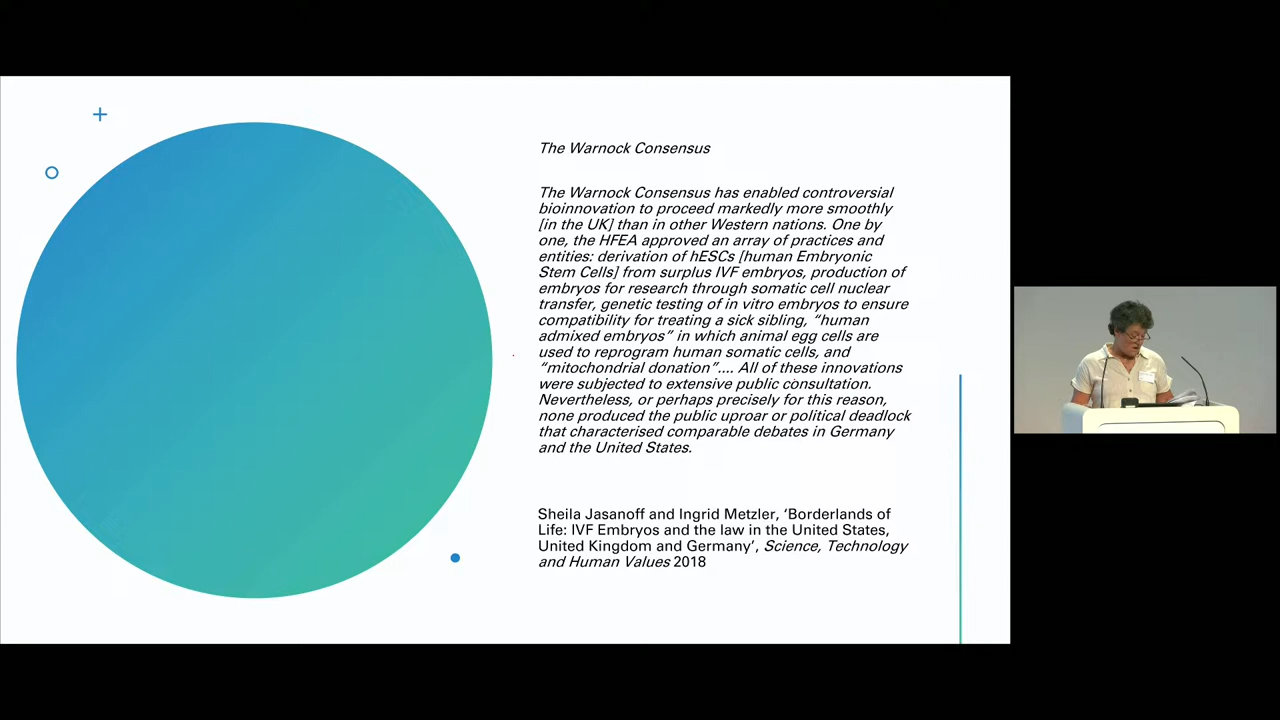 The Warnock Consensus
The Warnock Consensus has enabled controversial
bioinnovation to proceed markedly more smoothly
[in the UK] than in other Western nations. One by
one, the HFEA approved an array of practices and
entities: derivation of hESCs [human Embryonic
Stem Cells] from surplus IVF embryos, production of
embryos for research through somatic cell nuclear
transfer, genetic testing of in vitro embryos to ensure
compatibility for treating a sick sibling, “human
admixed embryos” in which animal egg cells are
used to reprogram human somatic cells, and
“mitochondrial donation”.... All of these innovations
were subjected to extensive public consultation.
Nevertheless, or perhaps precisely for this reason,
none produced the public uproar or political deadlock
that characterised comparable debates in Germany
and the United States.
Sheila Jasanoff and Ingrid Metzler, ‘Borderlands of
Life: IVF Embryos and the law in the United States,
United Kingdom and Germany’, Science, Technology
and Human Values 2018